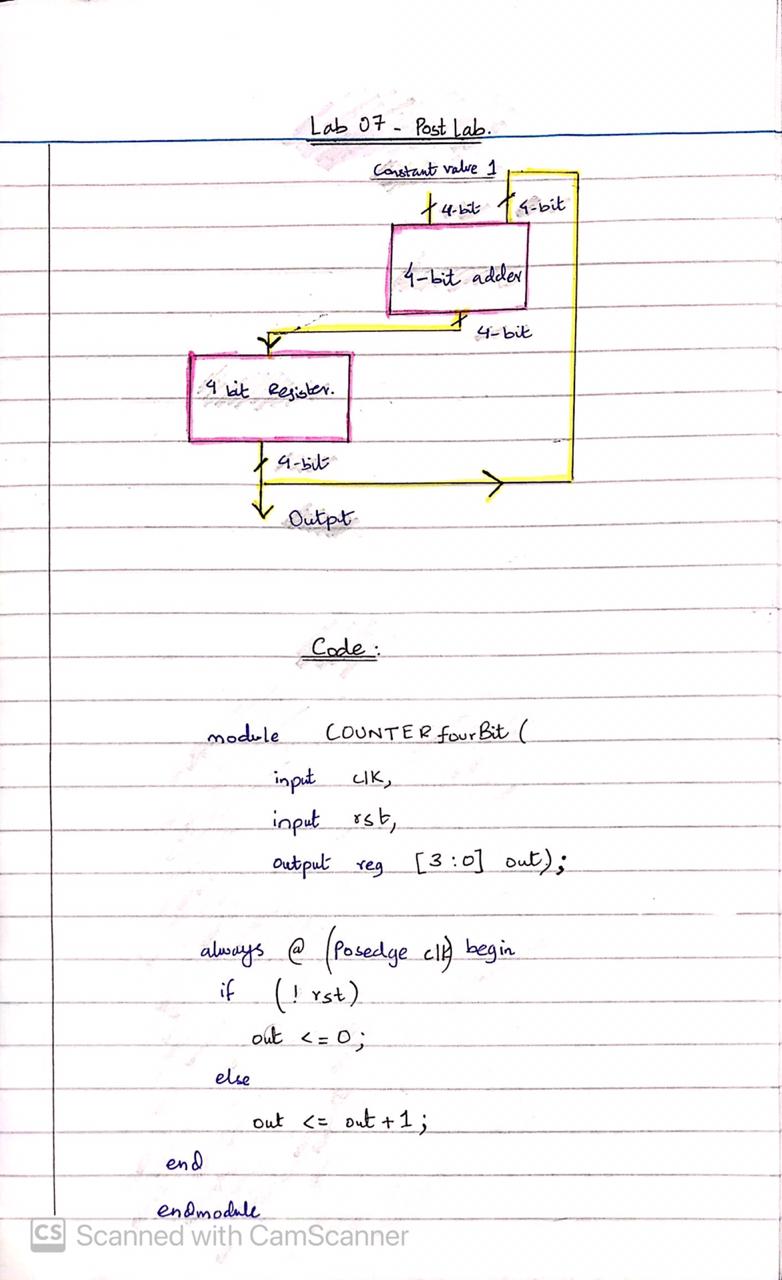 Lab 07 - Post Lab.
Constant value 1
4-bit 4-bit
4-bit adder
4-bit
4 bit Register.
4-bit
Outpt
Code :
module COUNTERfourBit (
input clk,
input rst,
output reg [3:0] out);
always @ (Posedge clk) begin
if (! rst)
out <= 0;
else
out <= out + 1;
end
endmodule
CS Scanned with CamScanner